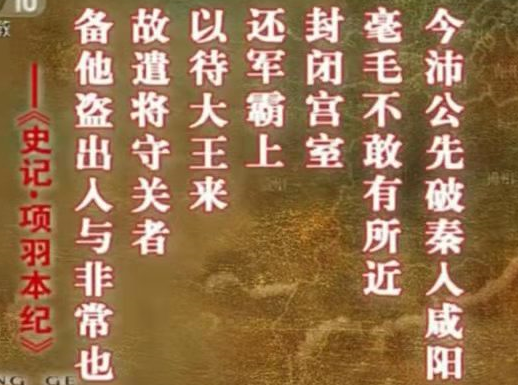 今沛公先破秦入咸阳
毫毛不敢有所近
封闭宫室
还军霸上
以待大王来
故遣将守关者
备他盗出入与非常也
——《史记·项羽本纪》
10